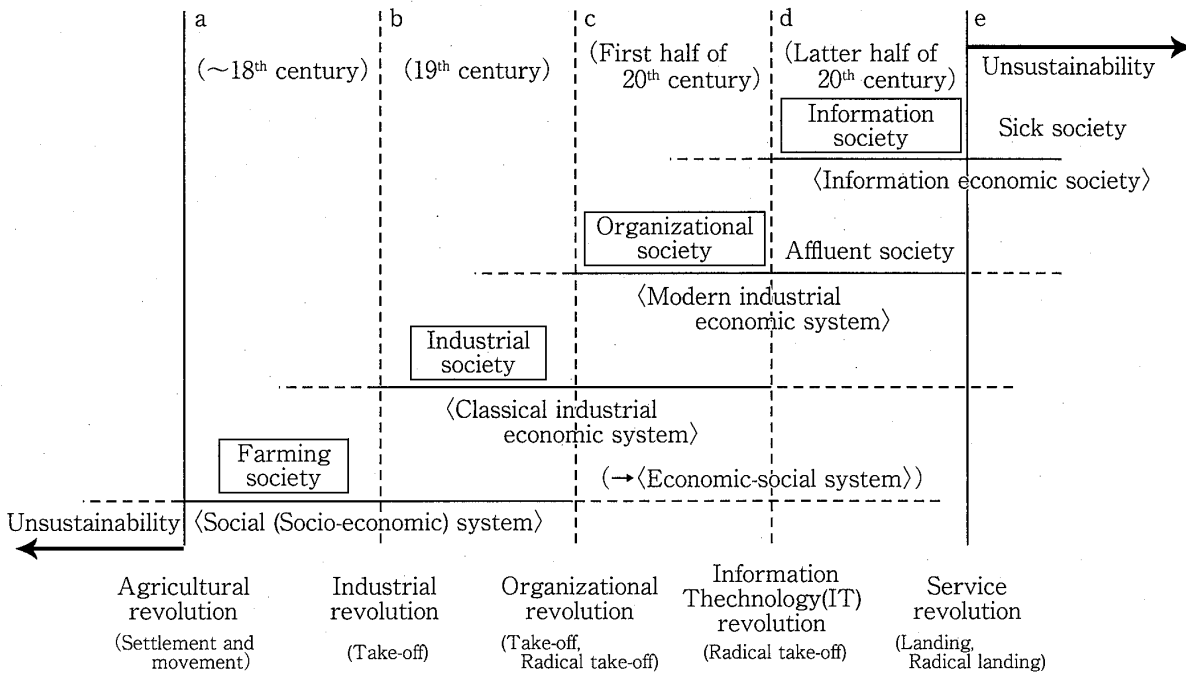 a
b
c
d
e
(~18th century)
(19th century)
(First half of
20th century)
(Latter half of
20th century)
Unsustainability
Information
society
Sick society
〈Information economic society〉
Organizational
society
Affluent society
〈Modern industrial
economic system〉
Industrial
society
〈Classical industrial
economic system〉
Farming
society
(→〈Economic-social system〉)
Unsustainability
〈Social (Socio-economic) system〉
Agricultural
revolution
(Settlement and
movement)
Industrial
revolution
(Take-off)
Organizational
revolution
(Take-off,
Radical take-off)
Information
Thechnology(IT)
revolution
(Radical take-off)
Service
revolution
(Landing,
Radical landing)